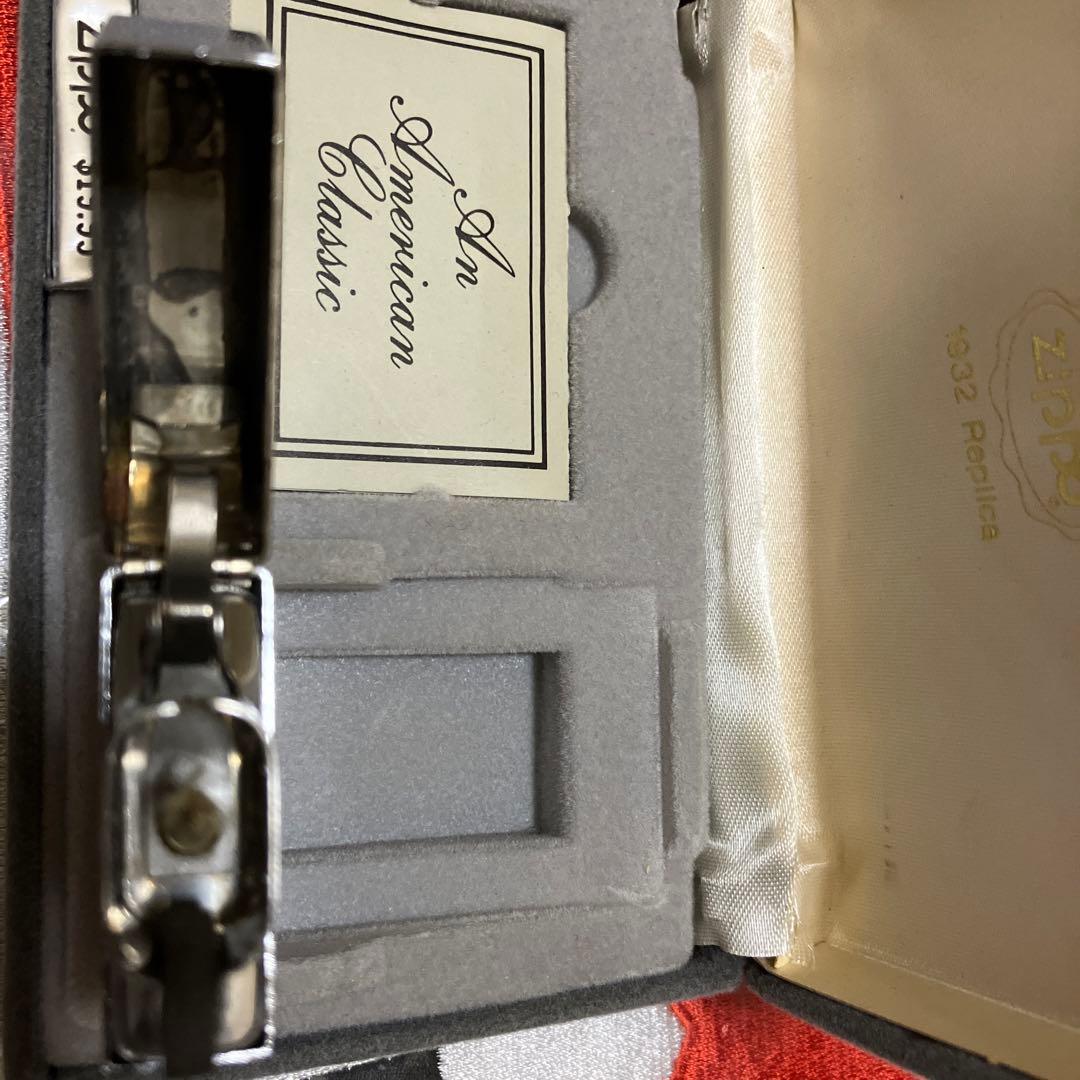 An
American
Classic
Zippo
1932 Replica